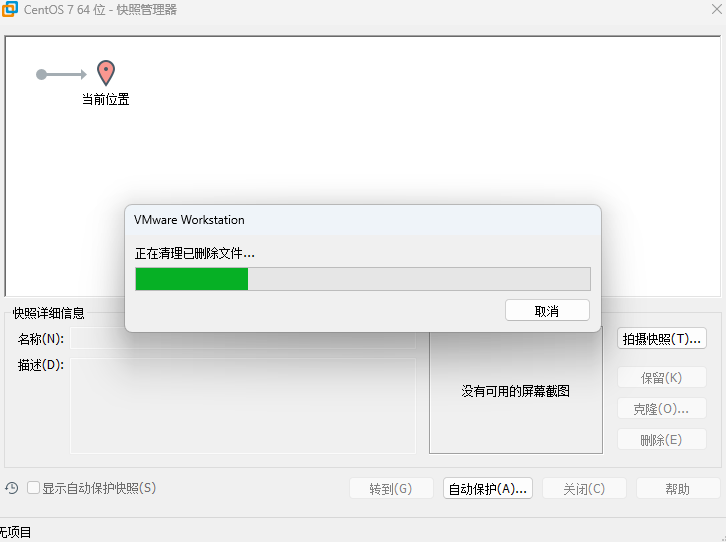 CentOS 7 64 位 - 快照管理器
当前位置
VMware Workstation
正在清理已删除文件...
取消
快照详细信息
名称(N):
描述(D):
没有可用的屏幕截图
拍摄快照(T)...
保留(K)
克隆(O)...
删除(E)
显示自动保护快照(S)
转到(G)
自动保护(A)...
关闭(C)
帮助
无项目